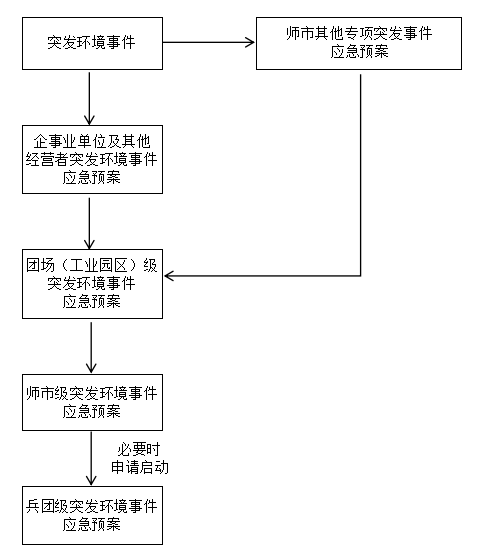 突发环境事件
师市其他专项突发事件
应急预案
企事业单位及其他
经营者突发环境事件
应急预案
团场（工业园区）级
突发环境事件
应急预案
师市级突发环境事件
应急预案
必要时
申请启动
兵团级突发环境事件
应急预案